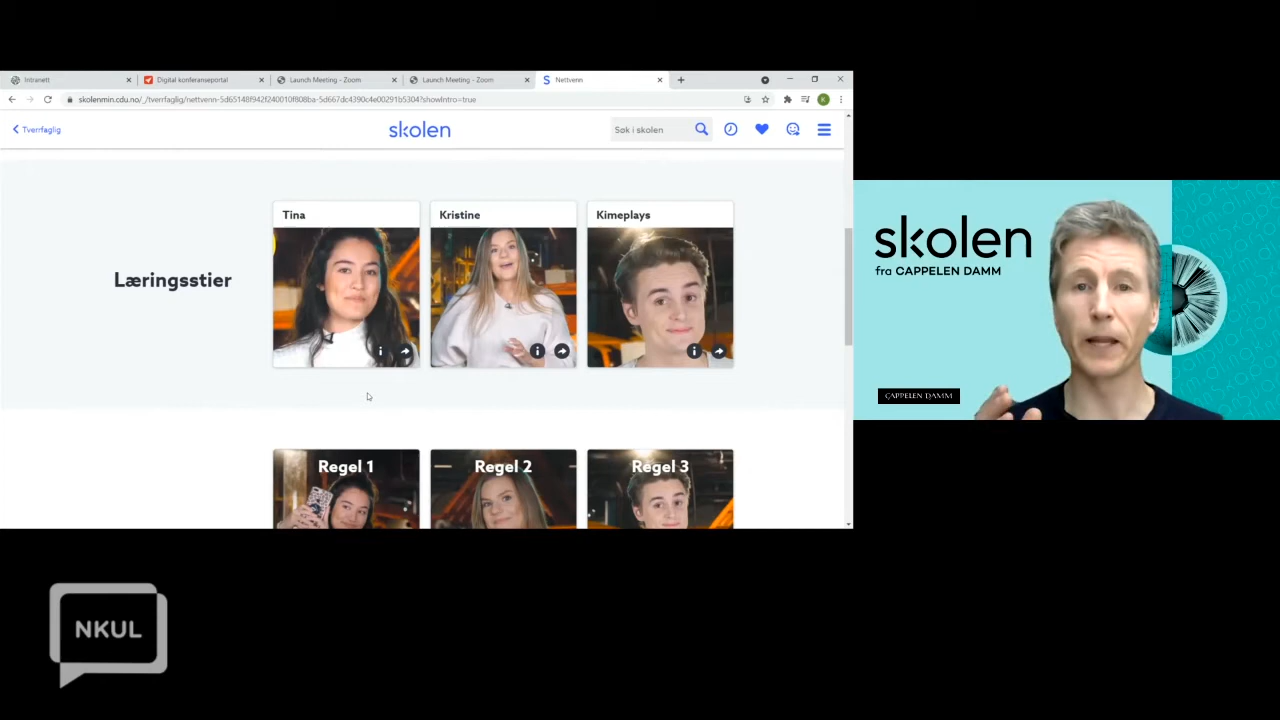 Intranett
Digital konferanseportal
Launch Meeting - Zoom
Launch Meeting - Zoom
S Nettvenn
skolenmin.cdu.no/_/tverrfaglig/nettvenn-5d65148f942f240010f808ba-5d667dc4390c4e00291b5304?showIntro=true
K
Tverrfaglig
skolen
Søk i skolen
Tina
Kristine
Kimeplays
Læringsstier
Regel 1
Regel 2
Regel 3
skolen
fra CAPPELEN DAMM
CAPPELEN DAMM
NKUL